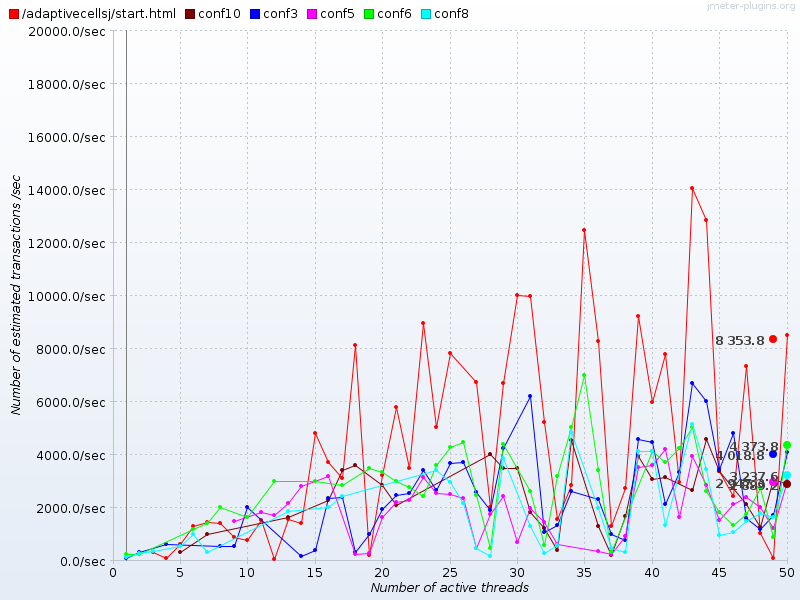 jmeter-plugins.org
/adaptivecellsj/start.html conf10 conf3 conf5 conf6 conf8
20000.0/sec
18000.0/sec
16000.0/sec
14000.0/sec
12000.0/sec
10000.0/sec
8000.0/sec
6000.0/sec
4000.0/sec
2000.0/sec
0.0/sec
Number of estimated transactions /sec
8 353.8
4 373.8
4 018.8
3 237.6
0 5 10 15 20 25 30 35 40 45 50
Number of active threads